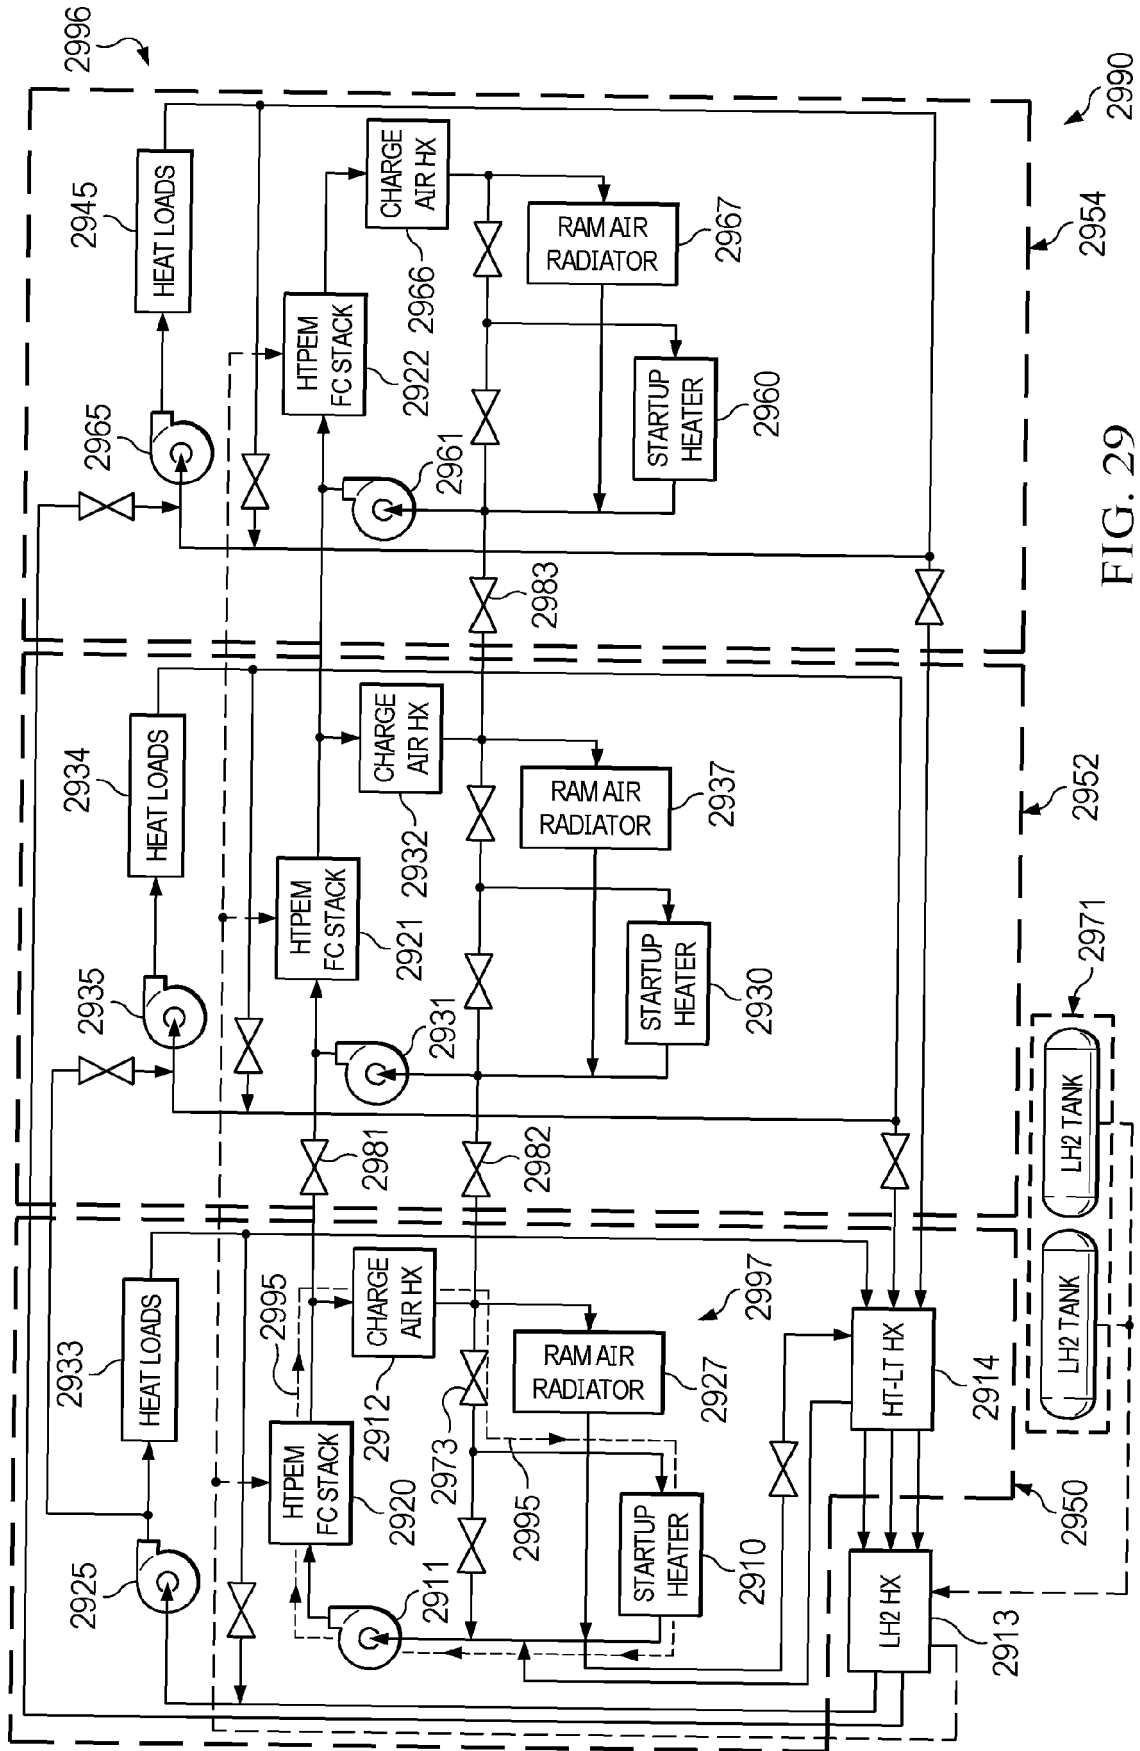 2996
2990
2945
HEAT LOADS
2965
CHARGE
AIR HX
2966
RAM AIR
RADIATOR
2967
2954
HTPEM
FC STACK
2922
2961
STARTUP
HEATER
2960
2983
FIG. 29
2934
HEAT LOADS
2935
CHARGE
AIR HX
2932
RAM AIR
RADIATOR
2937
2952
HTPEM
FC STACK
2921
2931
STARTUP
HEATER
2930
2971
LH2 TANK
LH2 TANK
2981
2982
2933
HEAT LOADS
2925
2995
CHARGE
AIR HX
2912
2997
RAM AIR
RADIATOR
2927
HT-LT HX
2914
2973
HTPEM
FC STACK
2920
2995
2911
STARTUP
HEATER
2910
2950
LH2 HX
2913